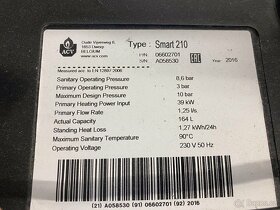 ACV
Oude Vijverweg 6,
1653 Dworp
BELGIUM
www.acv.com
Type : Smart 210
P/N 06602701
S/N A058530
EAC
Year 2016
Measured acc. to EN 12897:2006
Sanitary Operating Pressure 8,6 bar
Primary Operating Pressure 3 bar
Maximum Design Pressure 10 bar
Primary Heating Power Input 39 kW
Primary Flow Rate 1,25 l/s
Actual Capacity 164 L
Standing Heat Loss 1,27 kWh/24h
Maximum Sanitary Temperature 90°C
Operating Voltage 230 V 50 Hz
(21) A058530 (91) 06602701 (92) 2016